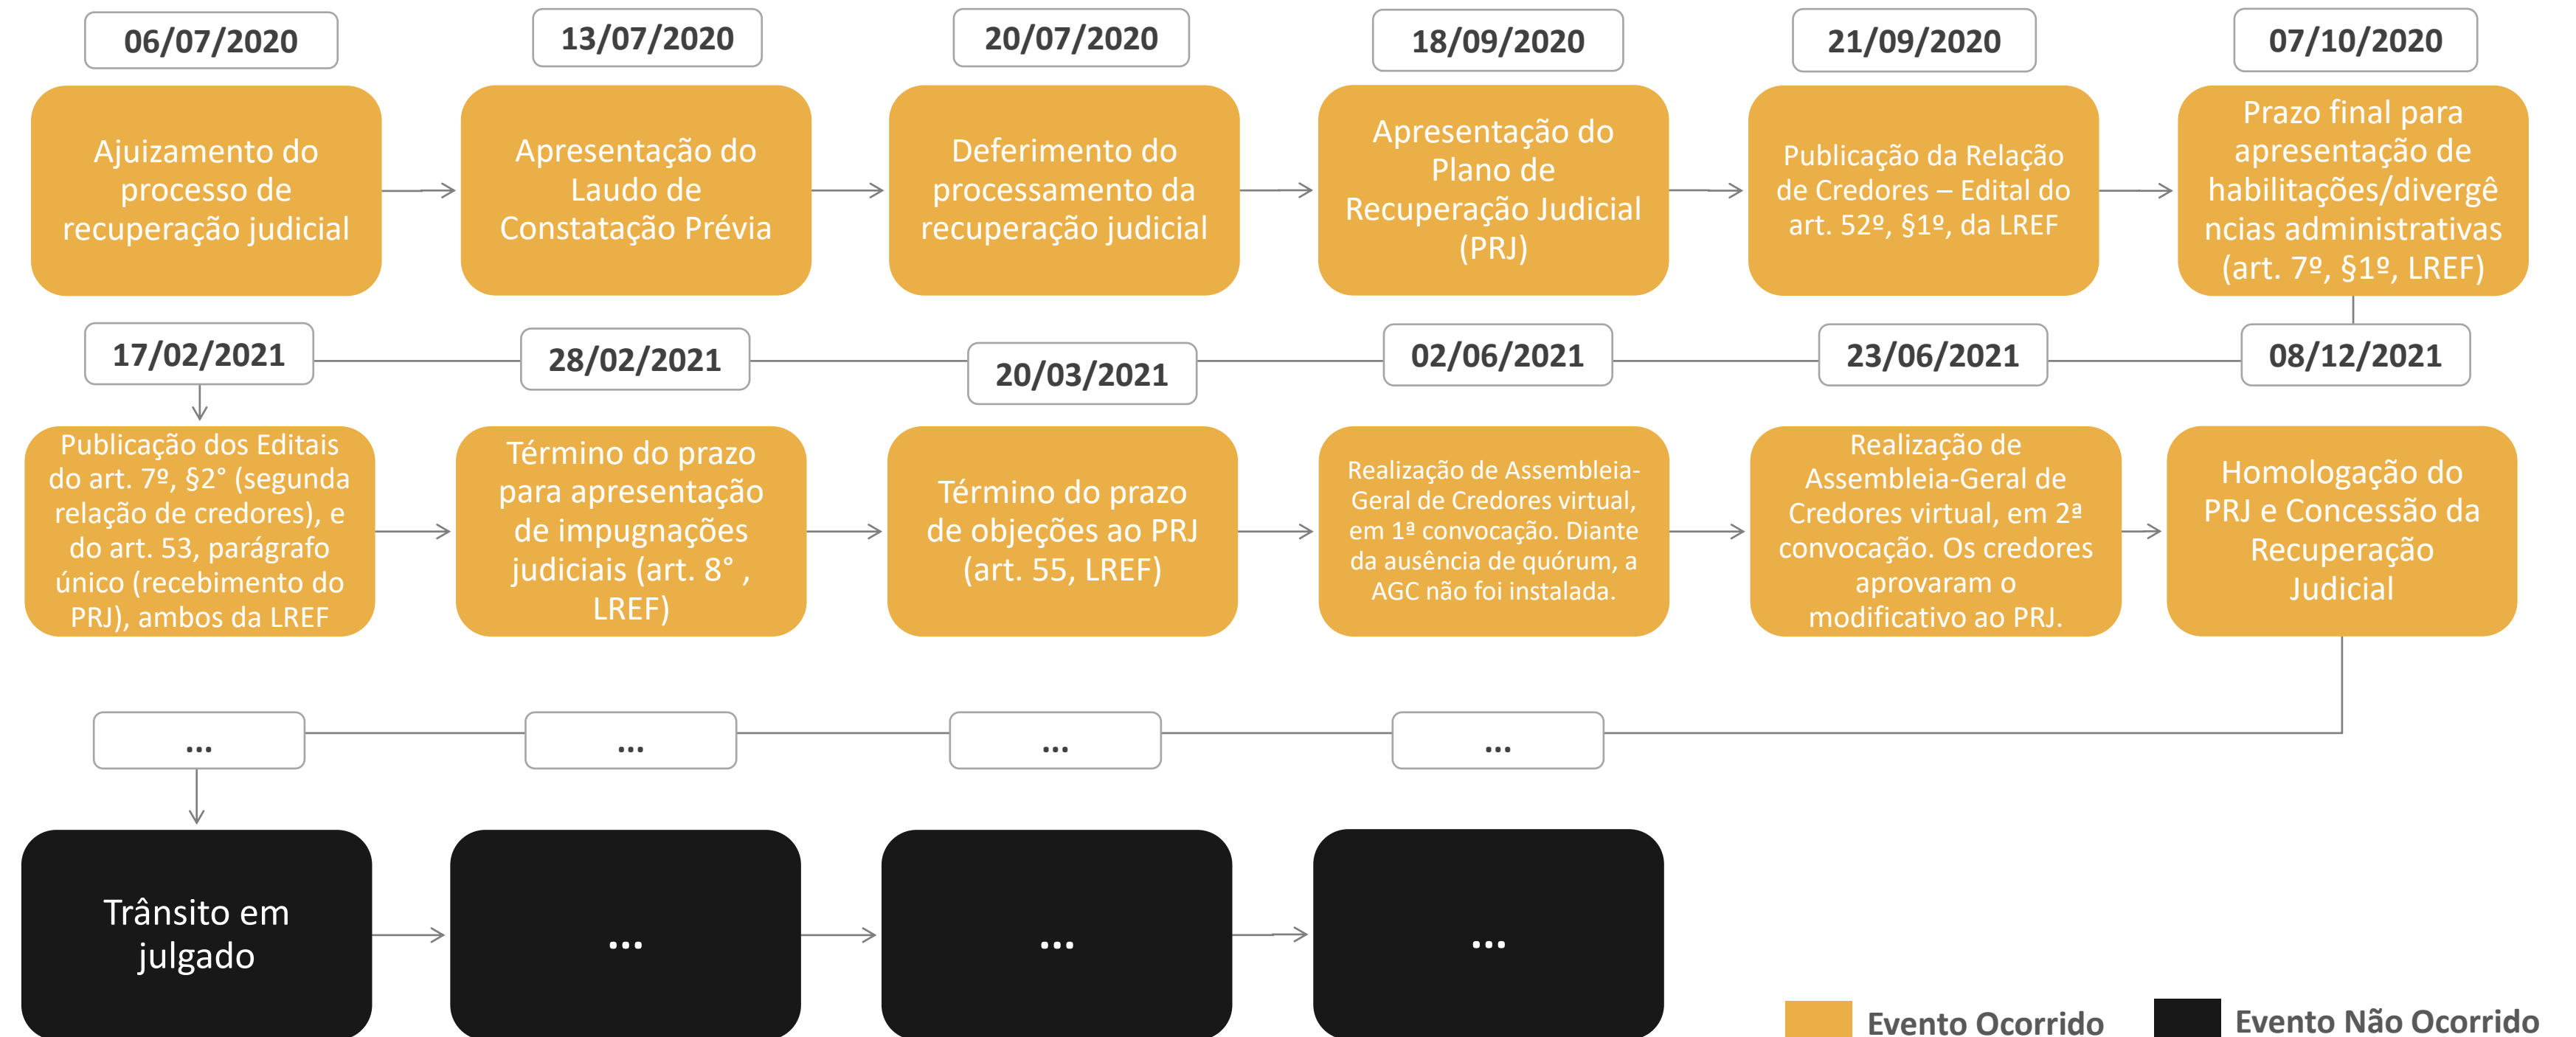 06/07/2020
Ajuizamento do
processo de
recuperação judicial
13/07/2020
Apresentação do
Laudo de
Constatação Prévia
20/07/2020
Deferimento do
processamento da
recuperação judicial
18/09/2020
Apresentação do
Plano de
Recuperação Judicial
(PRJ)
21/09/2020
Publicação da Relação
de Credores – Edital do
art. 52º, §1º, da LREF
07/10/2020
Prazo final para
apresentação de
habilitações/divergê
ncias administrativas
(art. 7º, §1º, LREF)
17/02/2021
Publicação dos Editais
do art. 7º, §2° (segunda
relação de credores), e
do art. 53, parágrafo
único (recebimento do
PRJ), ambos da LREF
28/02/2021
Término do prazo
para apresentação
de impugnações
judiciais (art. 8° ,
LREF)
20/03/2021
Término do prazo
de objeções ao PRJ
(art. 55, LREF)
02/06/2021
Realização de Assembleia-
Geral de Credores virtual,
em 1ª convocação. Diante
da ausência de quórum, a
AGC não foi instalada.
23/06/2021
Realização de
Assembleia-Geral de
Credores virtual, em 2ª
convocação. Os credores
aprovaram o
modificativo ao PRJ.
08/12/2021
Homologação do
PRJ e Concessão da
Recuperação
Judicial
...
Trânsito em
julgado
...
...
...
...
...
...
Evento Ocorrido
Evento Não Ocorrido